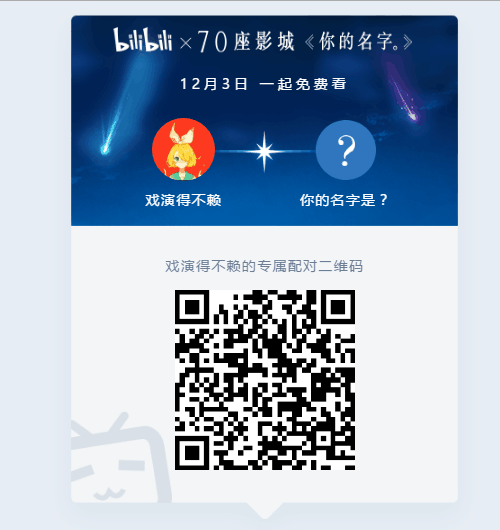 bilibili×70座影城《你的名字。》
12月3日 一起免费看
?
戏演得不赖
你的名字是？
戏演得不赖的专属配对二维码